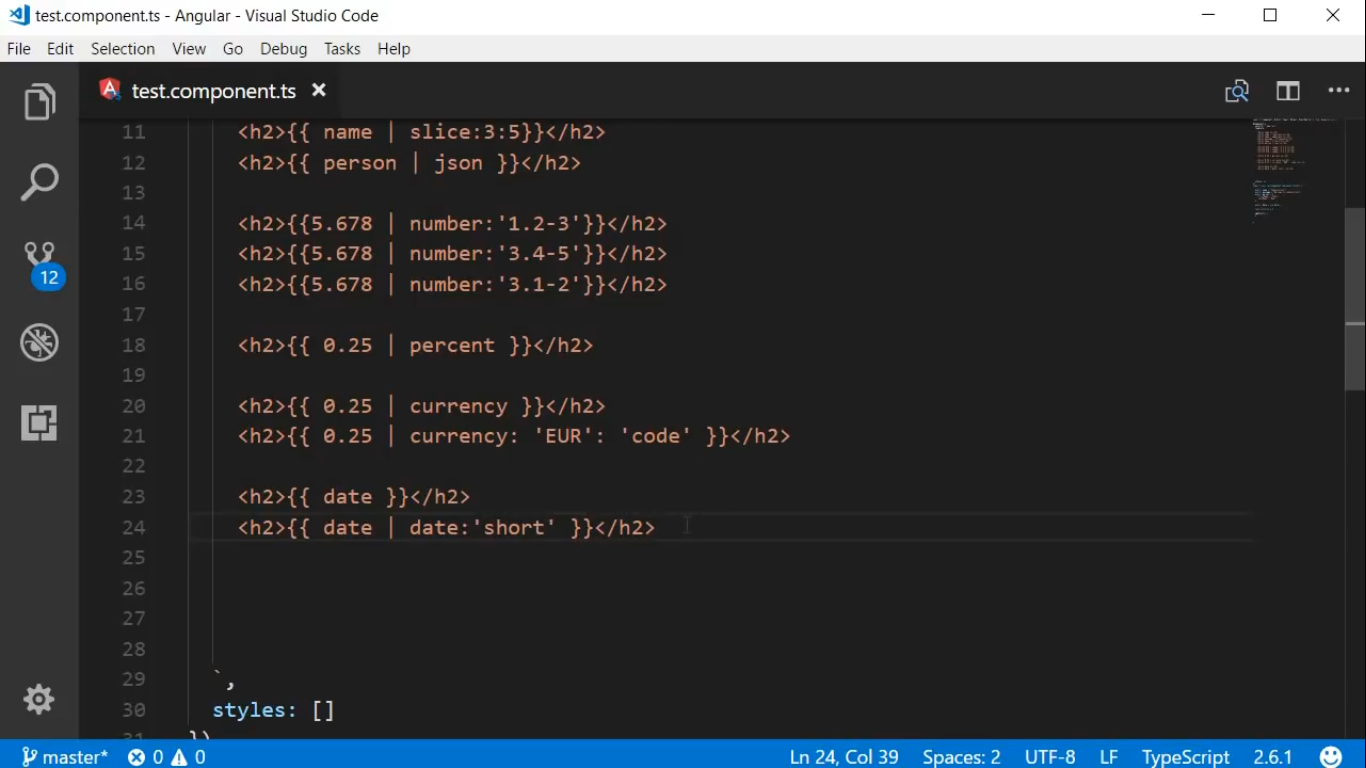 test.component.ts - Angular - Visual Studio Code
File Edit Selection View Go Debug Tasks Help
test.component.ts
11 <h2>{{ name | slice:3:5}}</h2>
12 <h2>{{ person | json }}</h2>
13
14 <h2>{{5.678 | number:'1.2-3'}}</h2>
15 <h2>{{5.678 | number:'3.4-5'}}</h2>
16 <h2>{{5.678 | number:'3.1-2'}}</h2>
17
18 <h2>{{ 0.25 | percent }}</h2>
19
20 <h2>{{ 0.25 | currency }}</h2>
21 <h2>{{ 0.25 | currency: 'EUR': 'code' }}</h2>
22
23 <h2>{{ date }}</h2>
24 <h2>{{ date | date:'short' }}</h2>
25
26
27
28
29 `,
30 styles: []
31 })
12
master* 0 0 Ln 24, Col 39 Spaces: 2 UTF-8 LF TypeScript 2.6.1